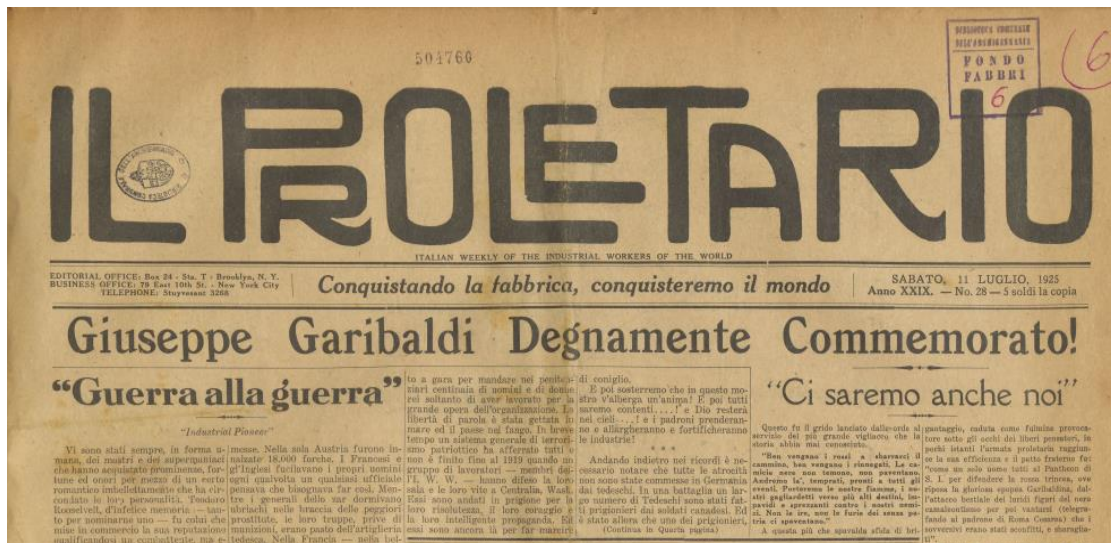 504766
BIBLIOTECA COMUNALE
DELL'ARCHIGINNASIO
FONDO
FABBRI
6
(6
IL PROLETARIO
ITALIAN WEEKLY OF THE INDUSTRIAL WORKERS OF THE WORLD
EDITORIAL OFFICE: Box 24 - Sta. T - Brooklyn, N. Y.
BUSINESS OFFICE: 79 East 10th St. - New York City
TELEPHONE: Stuyvesant 3268
Conquistando la fabbrica, conquisteremo il mondo
SABATO, 11 LUGLIO, 1925
Anno XXIX. — No. 28 — 5 soldi la copia
Giuseppe Garibaldi Degnamente Commemorato!
"Guerra alla guerra"
"Industrial Pioneer"
Vi sono stati sempre, in forma u-
mana, dei mostri e dei superuomini
che hanno acquistato prominenze, for-
tune ed onori per mezzo di un certo
romantico imbellettamento che ha cir-
condato le loro personalità. Teodoro
Roosevelt, d'infelice memoria — tan-
to per nominarne uno — fu colui che
mise in commercio la sua reputazione
qualificandosi un combattente, ma e-
messe. Nella sola Austria furono in-
nalzate 18.000 forche. I Francesi e
gl'Inglesi fucilavano i propri uomini
ogni qualvolta un qualsiasi ufficiale
pensava che bisognava far così. Men-
tre i generali dello zar dormivano
ubriachi nelle braccia delle poggiori
prostitute, le loro truppe, prive di
munizioni, erano pasto dell'artiglieria
tedesca. Nella Francia — nella bel-
to a gara per mandare nei peniten-
ziari centinaia di uomini e di donne
rei soltanto di aver lavorato per la
grande opera dell'organizzazione. La
libertà di parola è stata gettata in
mare ed il paese nel fango. In breve
tempo un sistema generale di terrori-
smo patriottico ha afferrato tutti e
non è finito fino al 1919 quando un
gruppo di lavoratori — membri del-
l'I. W. W. — hanno difeso la loro
sala e le loro vite a Centralia, Wash.
Essi sono andati in prigione per la
loro risolutezza, il loro coraggio e
la loro intelligente propaganda. Ed
essi sono ancora là per far marcire
di coniglio.
E poi sosterremo che in questo mo-
stro v'alberga un'anima! E poi tutti
saremo contenti....! e Dio resterà
nei cieli....! e i padroni prenderan-
no e allargheranno e fortificheranno
le industrie!
* * *
Andando indietro nei ricordi è ne-
cessario notare che tutte le atrocità
non sono state commesse in Germania
dai tedeschi. In una battaglia un lar-
go numero di Tedeschi sono stati fat-
ti prigionieri dai soldati canadesi. Ed
è stato allora che uno dei prigionieri,
(Continua in Quarta pagina)
"Ci saremo anche noi"
Questo fu il grido lanciato dalle orde al
servizio del più grande vigliacco che la
storia abbia mai conosciuto.
"Ben vengano i rossi a sbarrarci il
cammino, ben vengano i rinnegati. Le ca-
micie nere non temono, non paventano.
Andremo là, temprati, pronti a tutti gli
eventi. Porteremo le nostre fiamme, i no-
stri gagliardetti verso più alti destini, im-
pavidi e sprezzanti contro i nostri nemi-
ci. Non le ire, non le furie dei senza pa-
tria ci spaventano."
A questa più che spavalda sfida di bri-
gantaggio, caduta come fulmine provoca-
tore sotto gli occhi dei liberi pensatori, in
pochi istanti l'armata proletaria raggiun-
se la sua efficienza e il patto fraterno fu:
"come un solo uomo tutti al Pantheon di
S. I. per difendere la rossa trincea, ove
riposa la gloriosa epopea Garibaldina, dal-
l'attacco bestiale dei luridi figuri del nero
camaleontismo per poi vantarsi (telegra-
fando al padrone di Roma Cesarea) che i
sovversivi erano stati sconfitti, e sbaraglia-
ti".